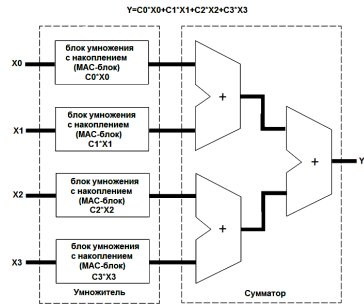 Y=C0*X0+C1*X1+C2*X2+C3*X3
X0
блок умножения
с накоплением
(MAC-блок)
C0*X0
X1
блок умножения
с накоплением
(MAC-блок)
C1*X1
X2
блок умножения
с накоплением
(MAC-блок)
C2*X2
X3
блок умножения
с накоплением
(MAC-блок)
C3*X3
+
+
+
Y
Умножитель
Сумматор